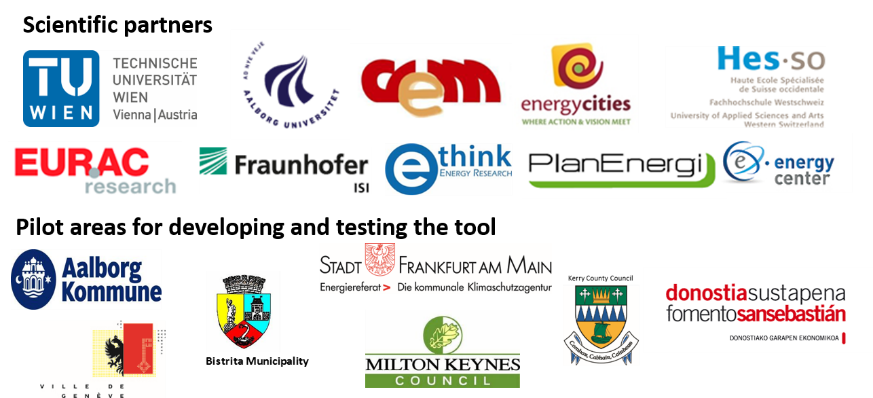 Scientific partners
TU
WIEN
TECHNISCHE
UNIVERSITÄT
WIEN
Vienna | Austria
AD NYE VEJE
AALBORG UNIVERSITET
CREM
energycities
WHERE ACTION & VISION MEET
Hes·so
Haute Ecole Spécialisée
de Suisse occidentale
Fachhochschule Westschweiz
University of Applied Sciences and Arts
Western Switzerland
EURAC
research
Fraunhofer
ISI
e think
ENERGY RESEARCH
PlanEnergi
e· energy
center
Pilot areas for developing and testing the tool
Aalborg
Kommune
Bistrita Municipality
STADT FRANKFURT AM MAIN
Energiereferat > Die kommunale Klimaschutzagentur
Kerry County Council
Comhar, Cabhair, Cairdeas
donostiasustapena
fomentosansebastián
DONOSTIAKO GARAPEN EKONOMIKOA
VILLE DE
GENÈVE
MILTON KEYNES
COUNCIL